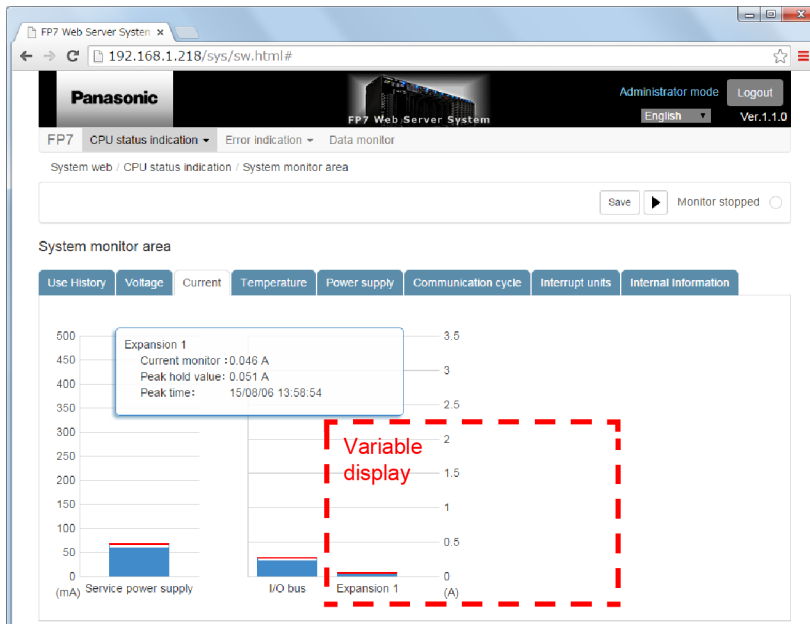 FP7 Web Server System
192.168.1.218/sys/sw.html#
Panasonic
FP7 Web Server System
Administrator mode
Logout
English
Ver.1.1.0
FP7 CPU status indication Error indication Data monitor
System web / CPU status indication / System monitor area
Save Monitor stopped
System monitor area
Use History Voltage Current Temperature Power supply Communication cycle Interrupt units Internal Information
500
450
400
350
300
250
200
150
100
50
0
(mA)
Service power supply
Expansion 1
Current monitor :0.046 A
Peak hold value: 0.051 A
Peak time: 15/08/06 13:58:54
3.5
3
2.5
2
1.5
1
0.5
0
(A)
Variable
display
I/O bus
Expansion 1